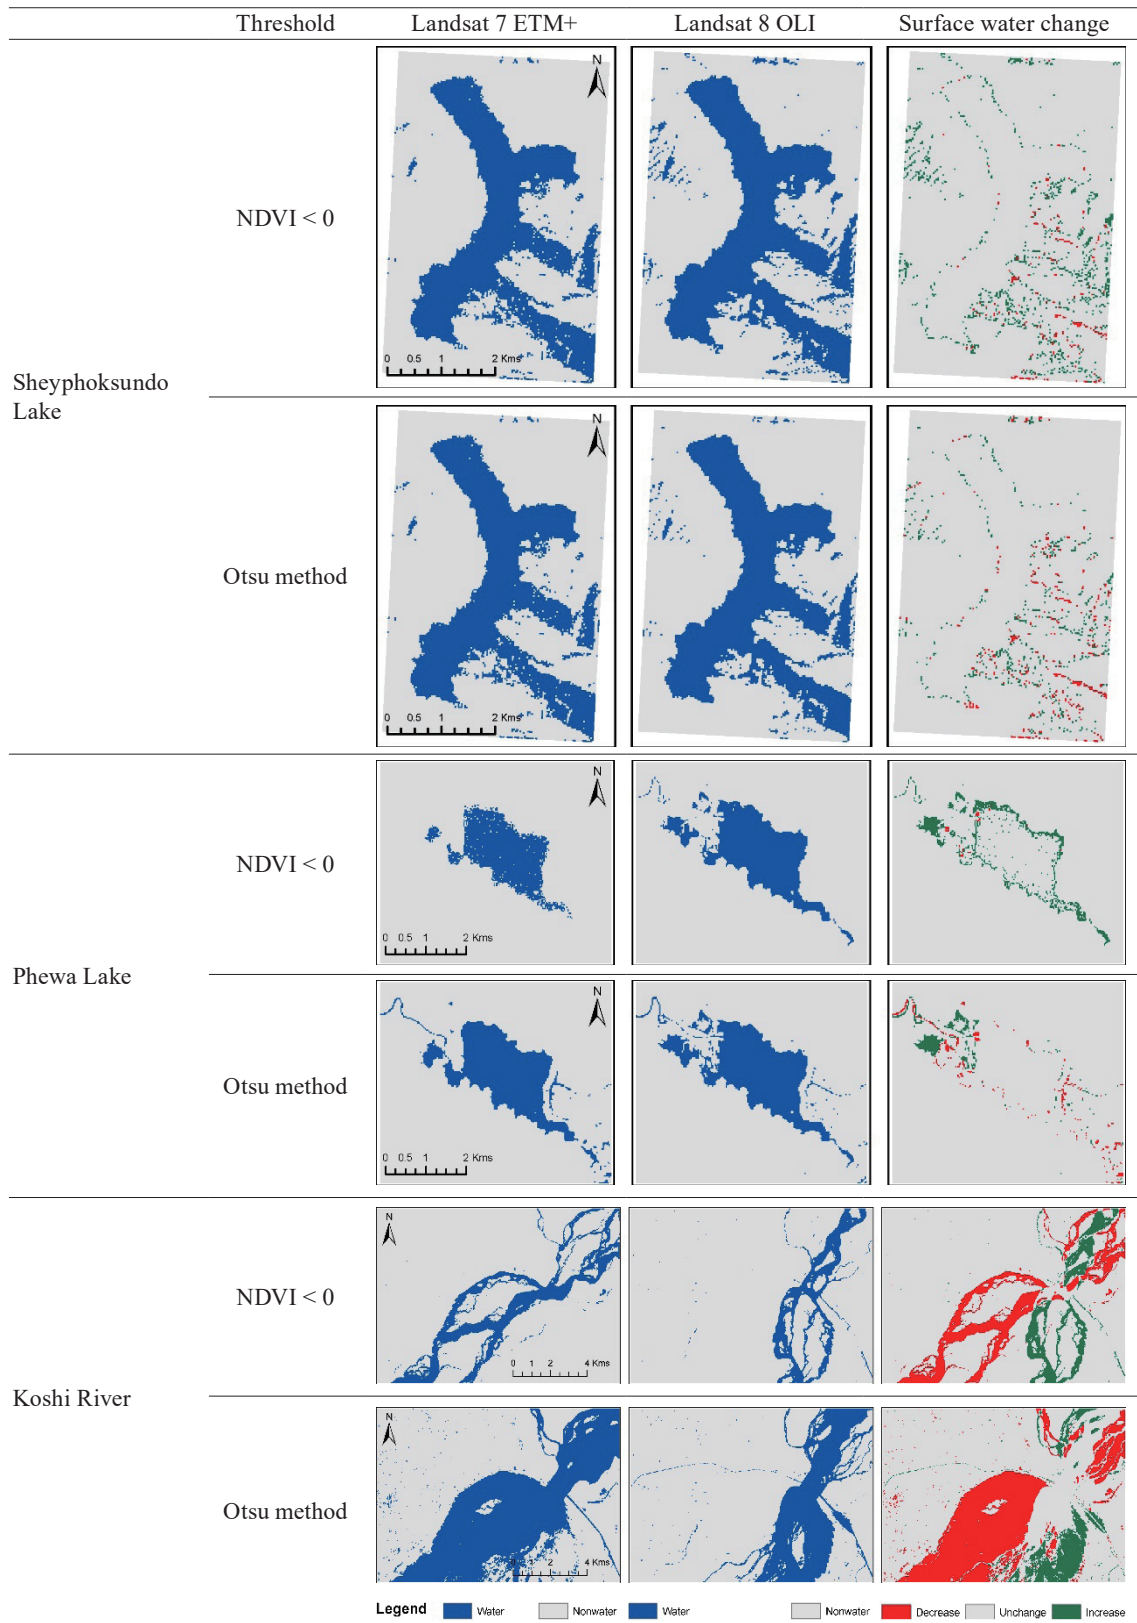 Threshold Landsat 7 ETM+ Landsat 8 OLI Surface water change
Sheyphoksundo
Lake
NDVI < 0
N
0 0.5 1 2 Kms
Otsu method
N
0 0.5 1 2 Kms
Phewa Lake
NDVI < 0
N
0 0.5 1 2 Kms
Otsu method
N
0 0.5 1 2 Kms
Koshi River
NDVI < 0
N
0 2 4 Kms
Otsu method
N
0 2 4 Kms
Legend Water Nonwater Water Nonwater Decrease Unchange Increase